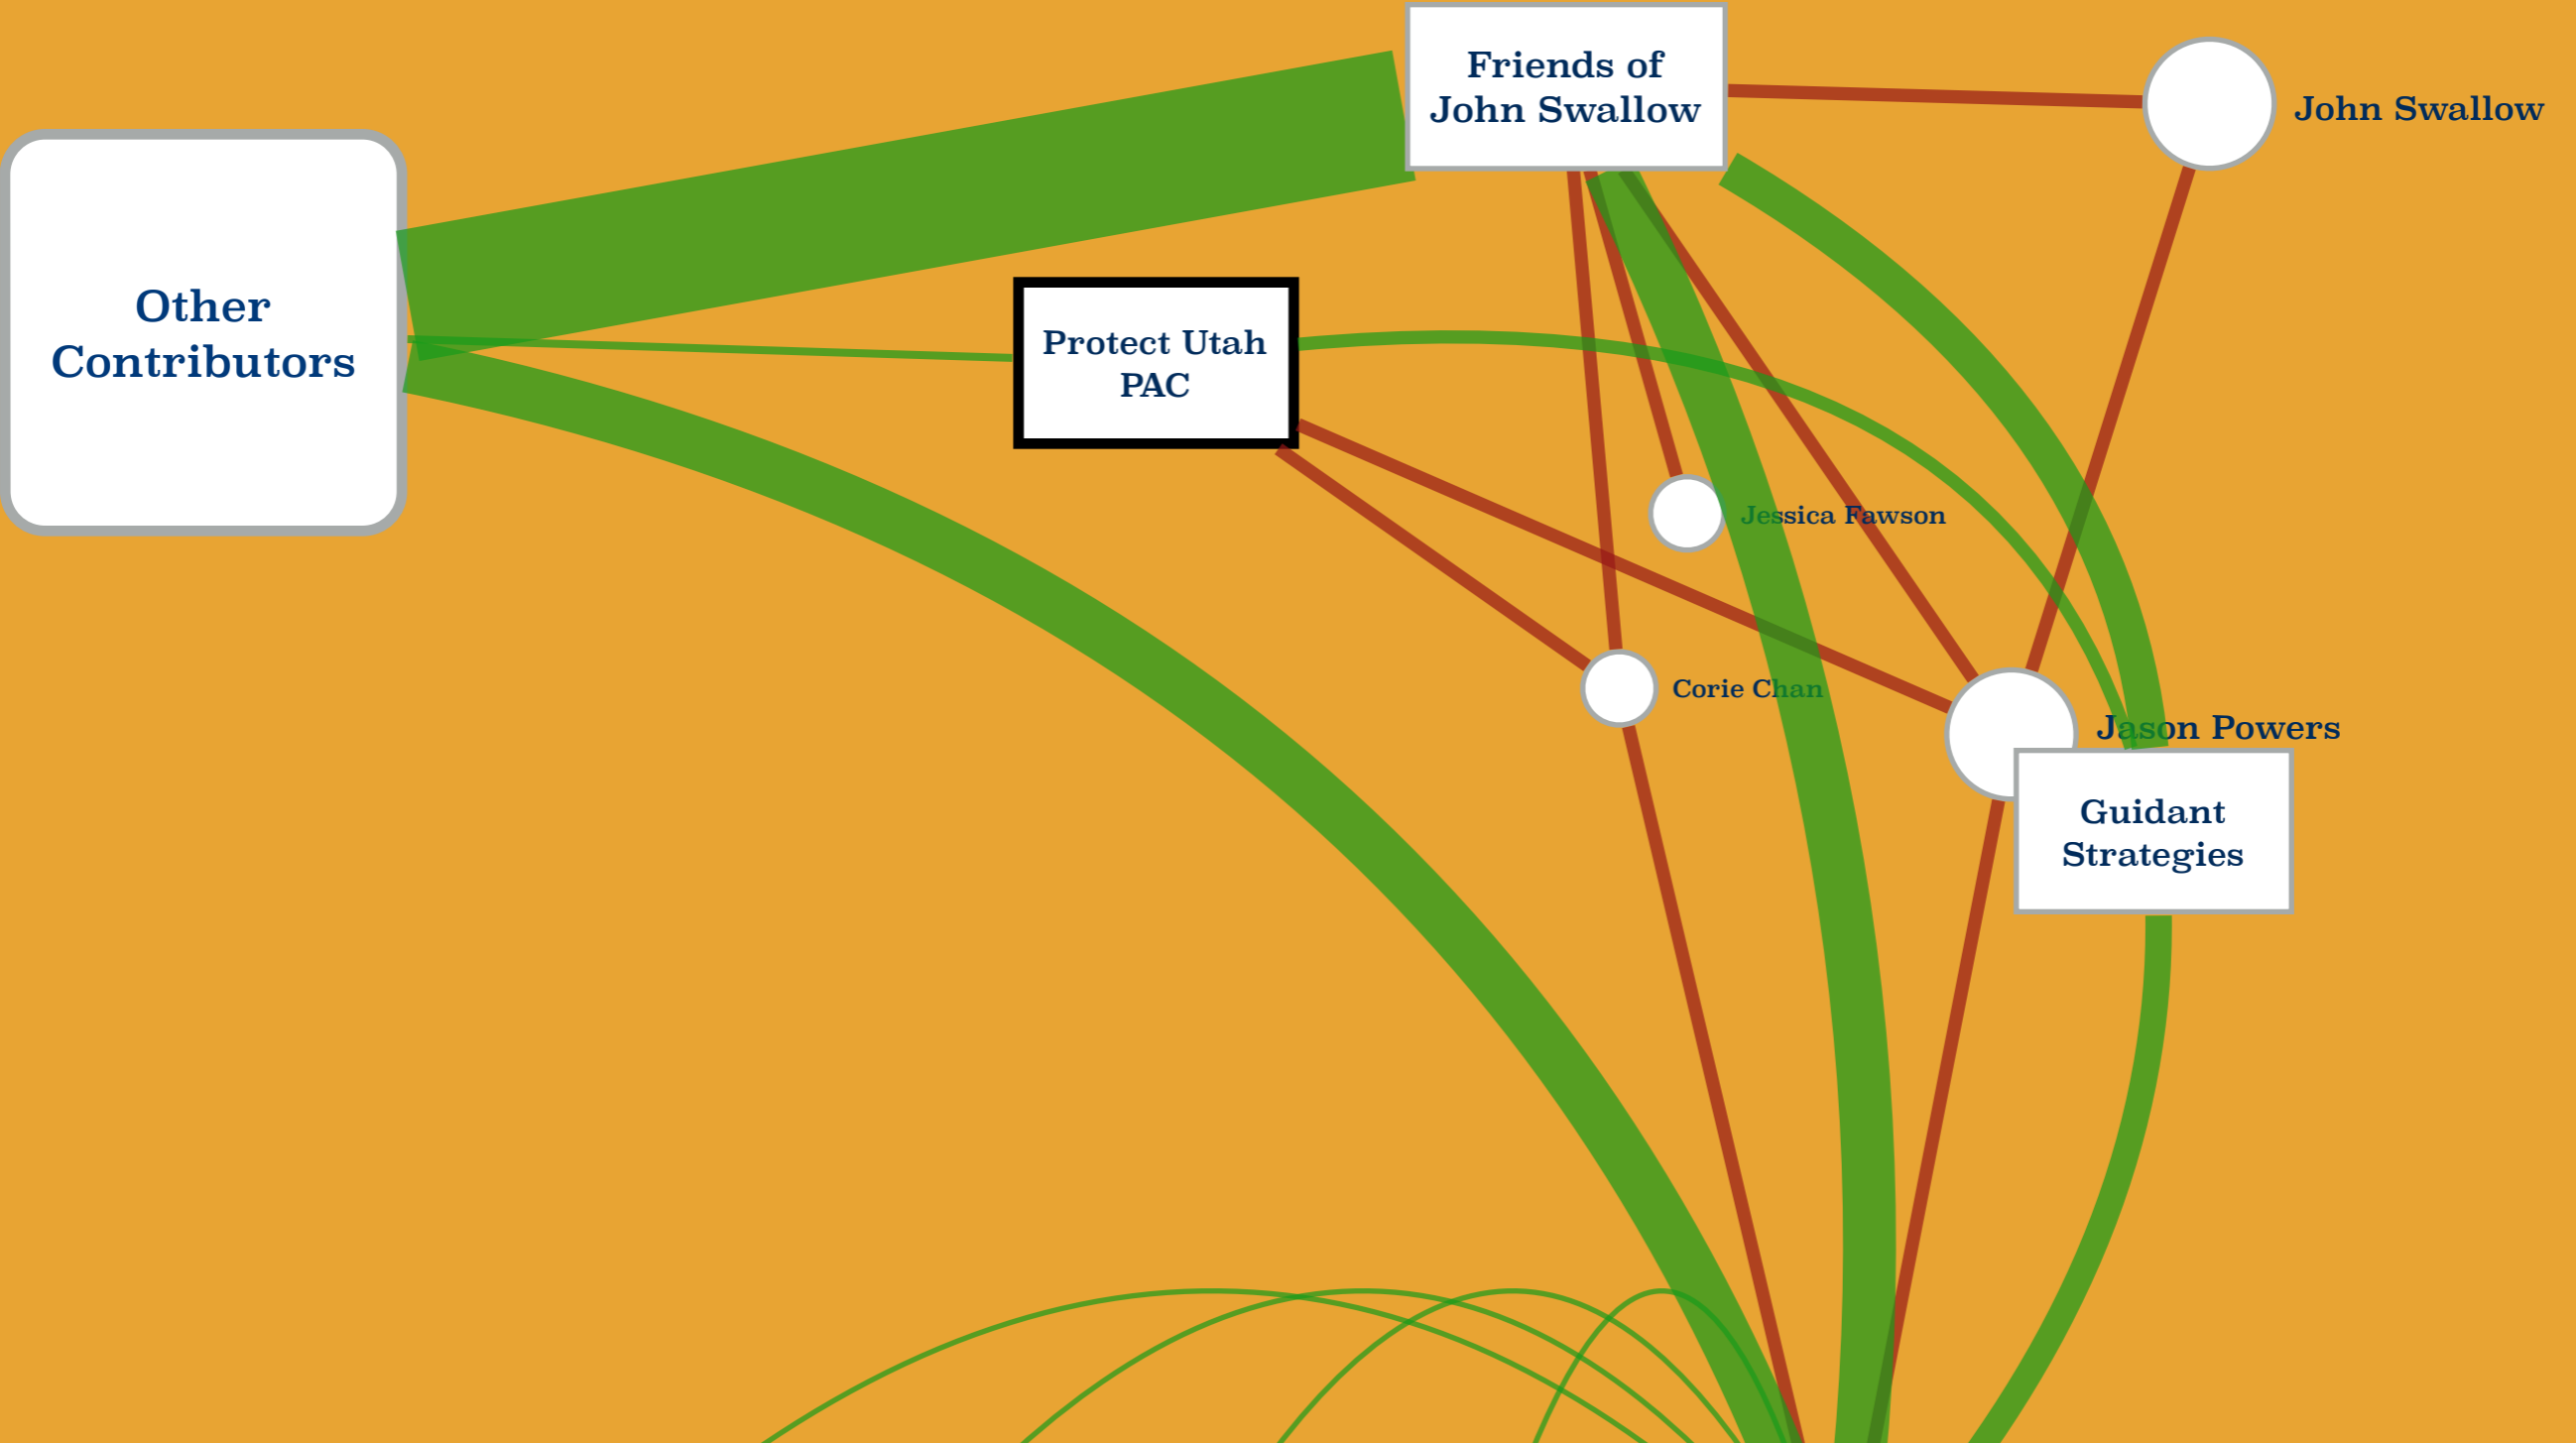 Friends of
John Swallow
John Swallow
Other
Contributors
Protect Utah
PAC
Jessica Fawson
Corie Chan
Jason Powers
Guidant
Strategies